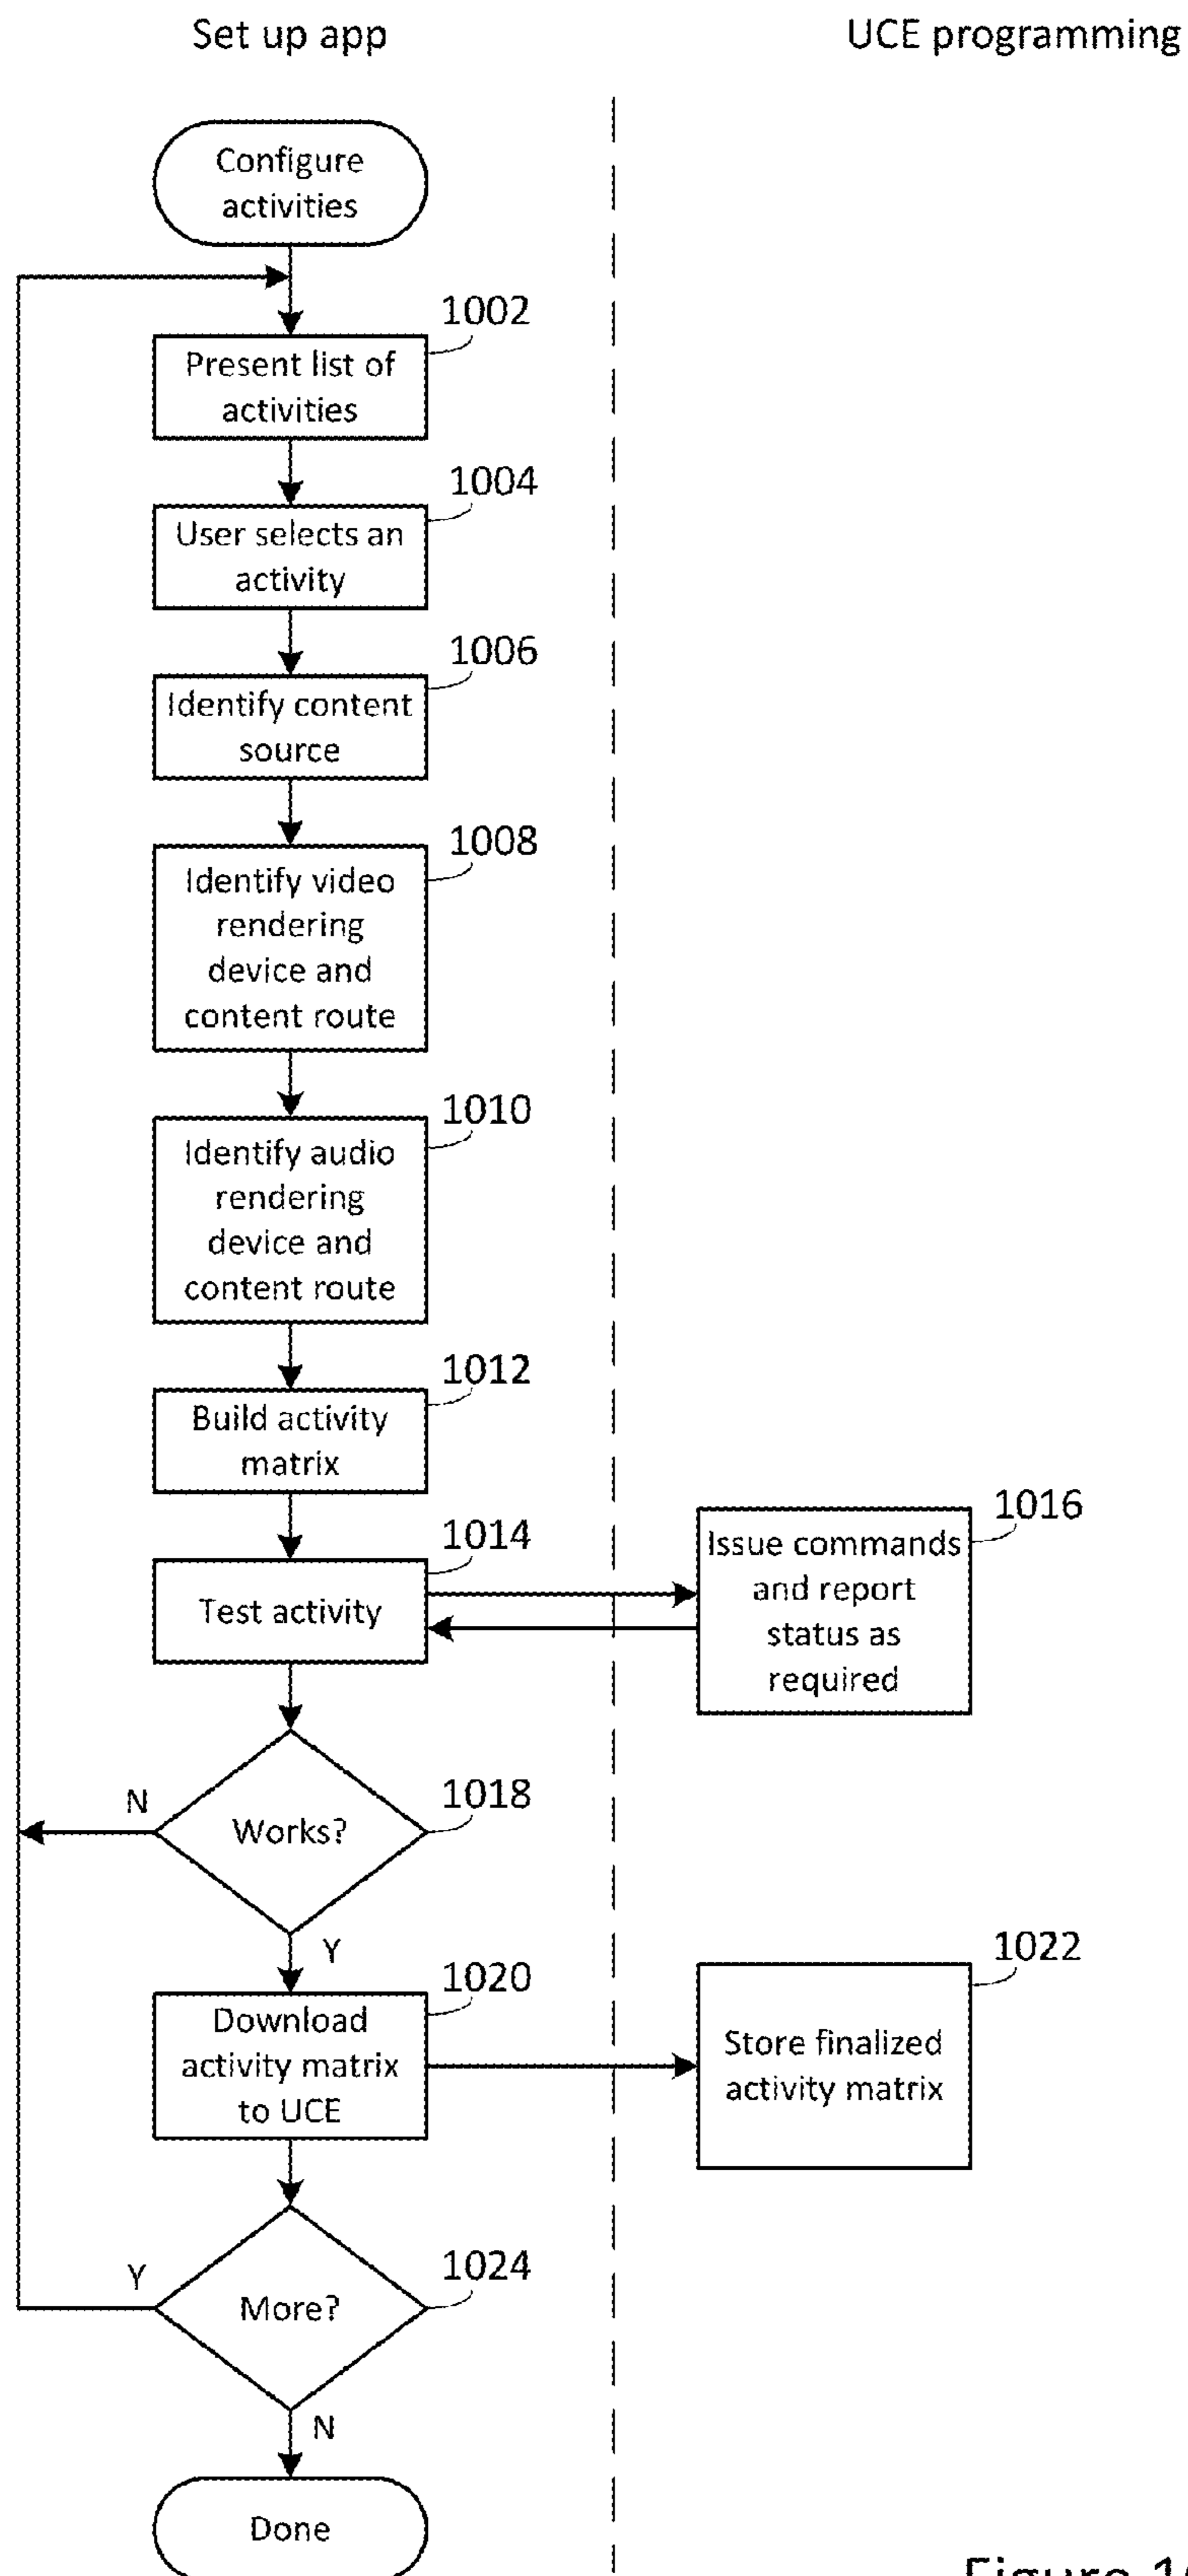 Set up app
UCE programming
Configure
activities
1002
Present list of
activities
1004
User selects an
activity
1006
Identify content
source
1008
Identify video
rendering
device and
content route
1010
Identify audio
rendering
device and
content route
1012
Build activity
matrix
1014
Test activity
1016
Issue commands
and report
status as
required
N
Works?
1018
Y
1020
Download
activity matrix
to UCE
1022
Store finalized
activity matrix
Y
More?
1024
N
Done
Figure